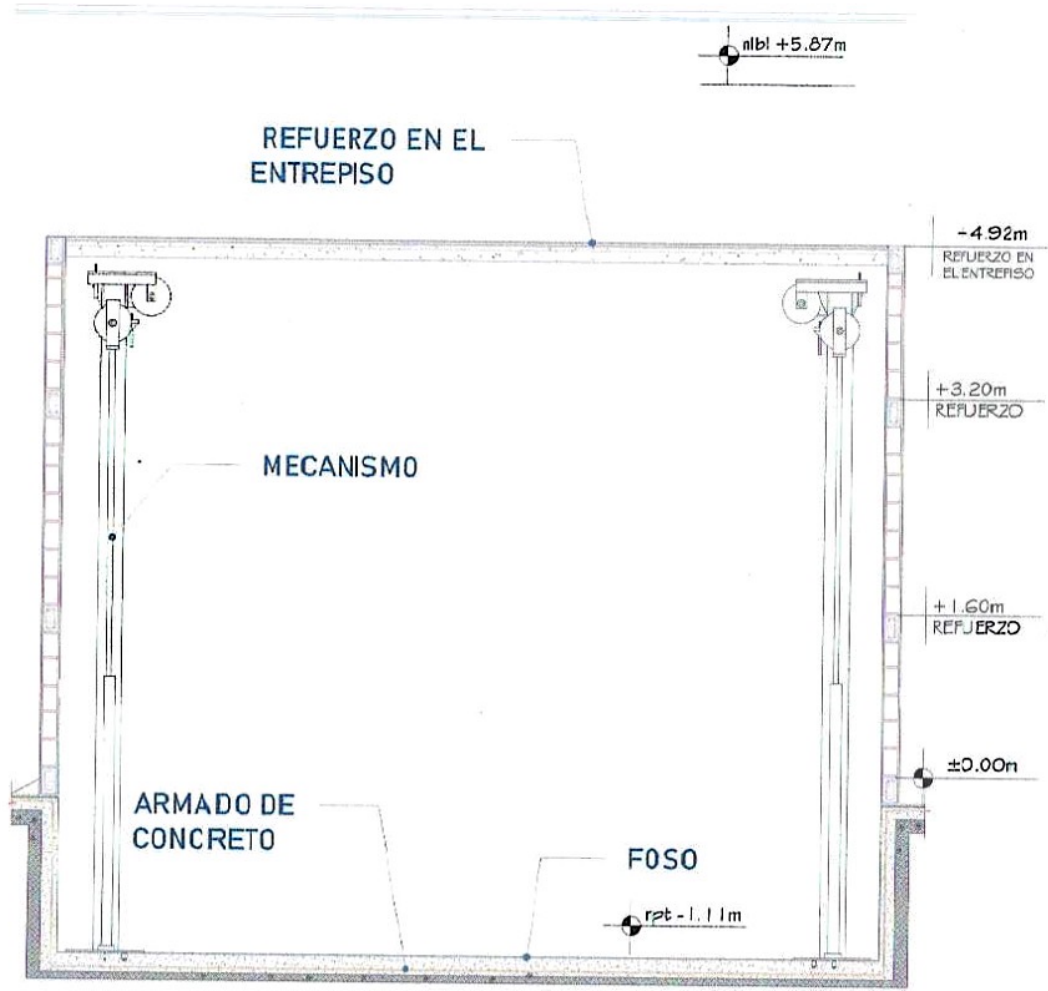 nlbl +5.87m
REFUERZO EN EL
ENTREPISO
-4.92m
REFUERZO EN
EL ENTREPISO
+3.20m
REFUERZO
MECANISMO
+1.60m
REFUERZO
±0.00m
ARMADO DE
CONCRETO
FOSO
rpt -1.11m